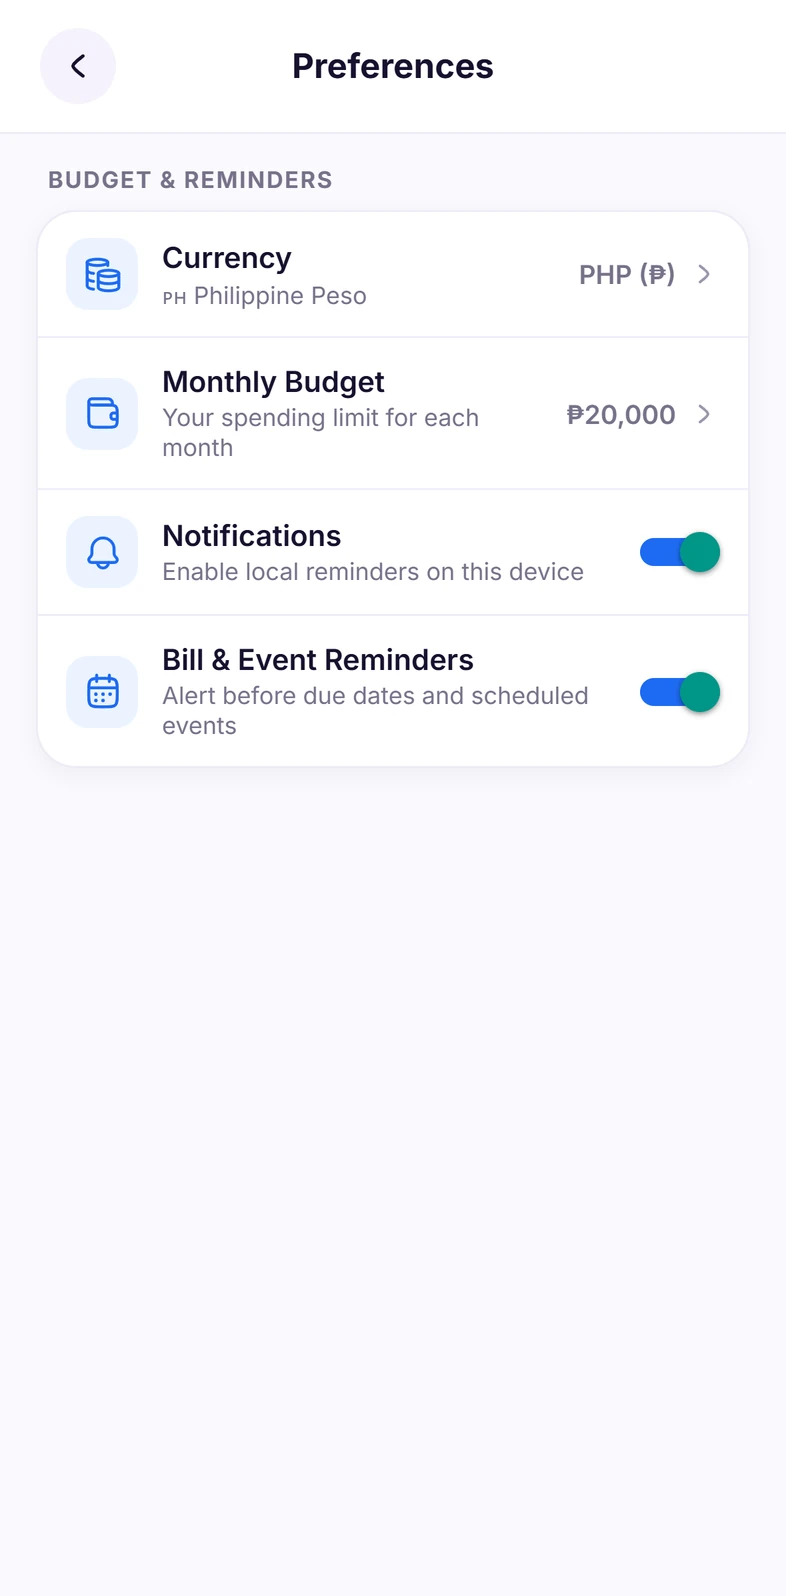 Preferences
BUDGET & REMINDERS
Currency
PH Philippine Peso
PHP (₱)
Monthly Budget
Your spending limit for each
month
₱20,000
Notifications
Enable local reminders on this device
Bill & Event Reminders
Alert before due dates and scheduled
events